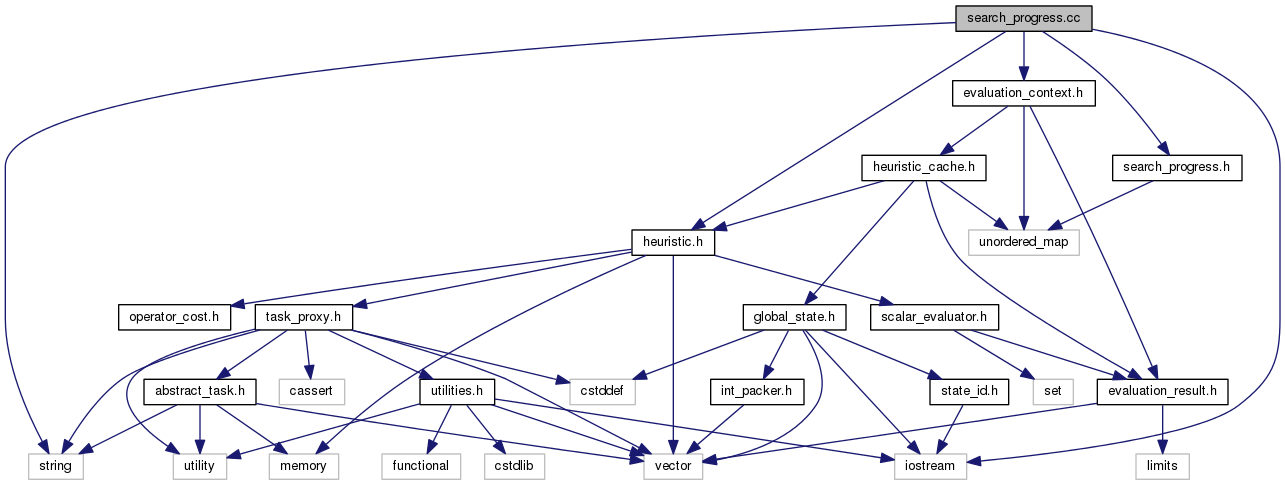 search_progress.cc
evaluation_context.h
heuristic_cache.h
search_progress.h
heuristic.h
unordered_map
operator_cost.h
task_proxy.h
global_state.h
scalar_evaluator.h
abstract_task.h
cassert
utilities.h
cstddef
int_packer.h
state_id.h
set
evaluation_result.h
string
utility
memory
functional
cstdlib
vector
iostream
limits